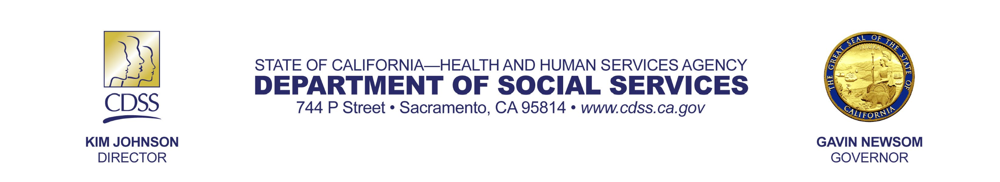 STATE OF CALIFORNIA—HEALTH AND HUMAN SERVICES AGENCY
DEPARTMENT OF SOCIAL SERVICES
744 P Street • Sacramento, CA 95814 • www.cdss.ca.gov
CDSS
KIM JOHNSON
DIRECTOR
THE GREAT SEAL OF THE STATE OF CALIFORNIA
EUREKA
GAVIN NEWSOM
GOVERNOR